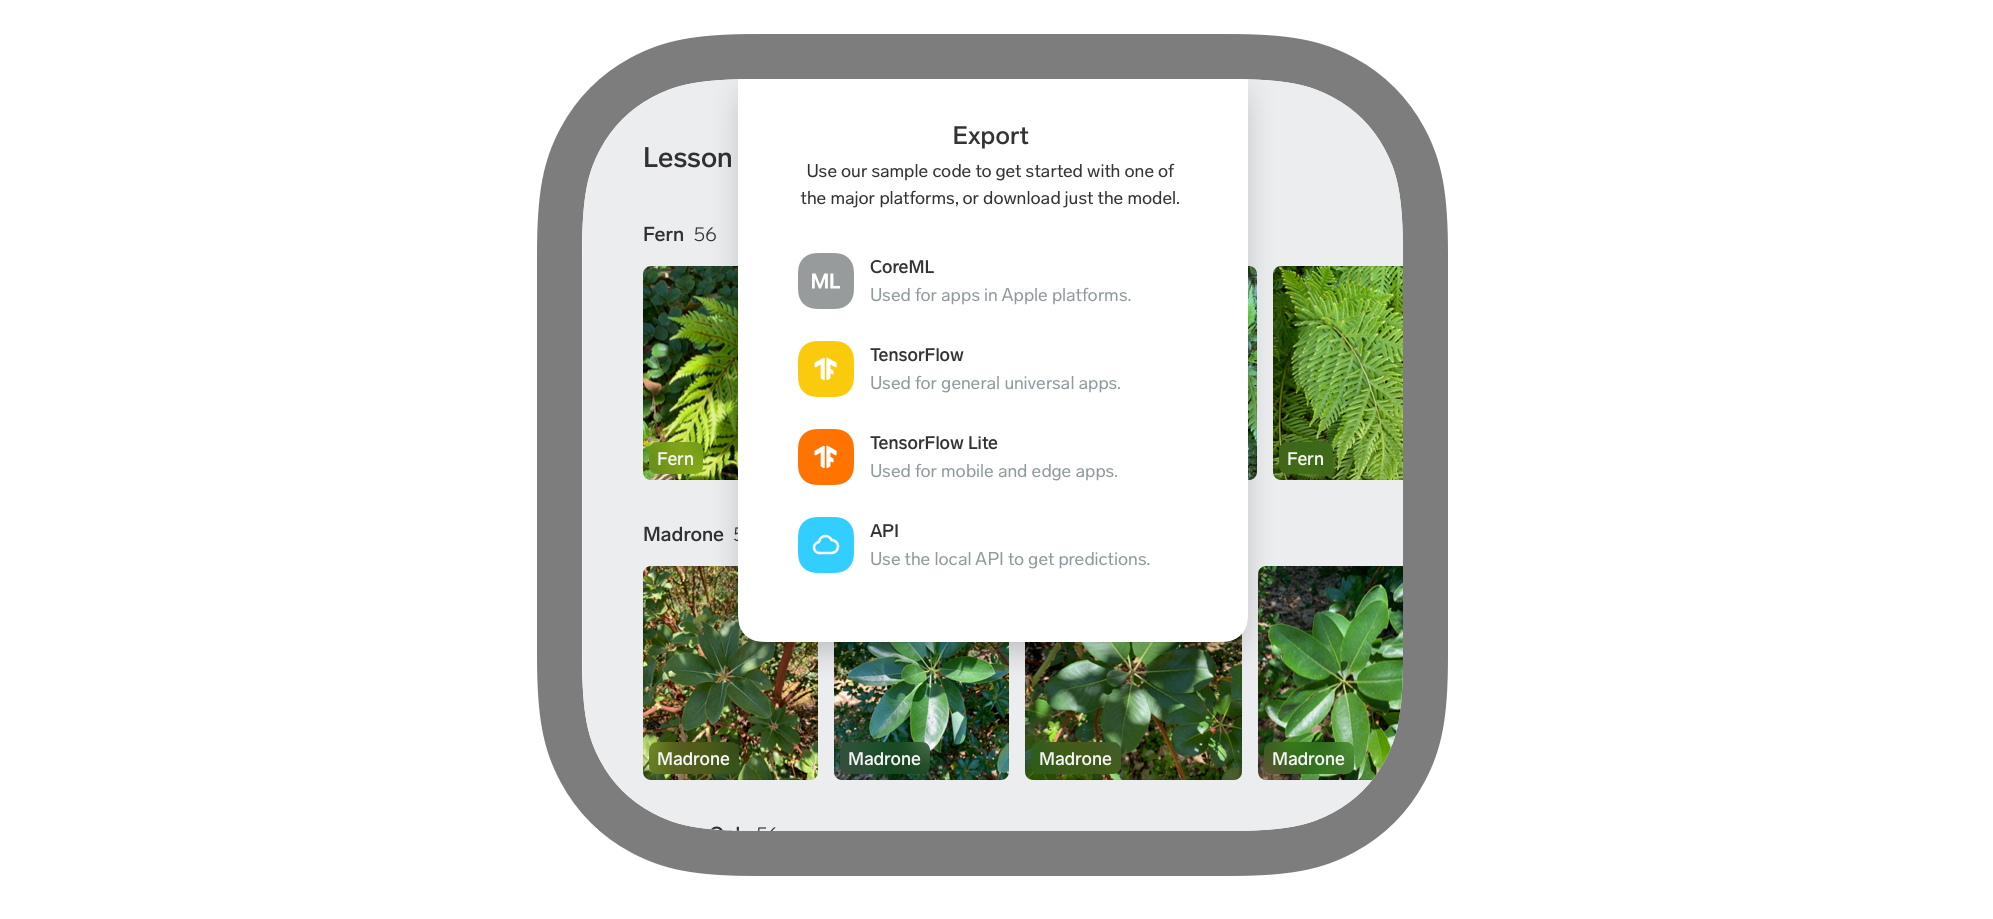 Export
Use our sample code to get started with one of
the major platforms, or download just the model.
ML
CoreML
Used for apps in Apple platforms.
TensorFlow
Used for general universal apps.
TensorFlow Lite
Used for mobile and edge apps.
API
Use the local API to get predictions.
Lesson
Fern 56
Fern
Fern
Madrone
Madrone
Madrone
Madrone
Madrone